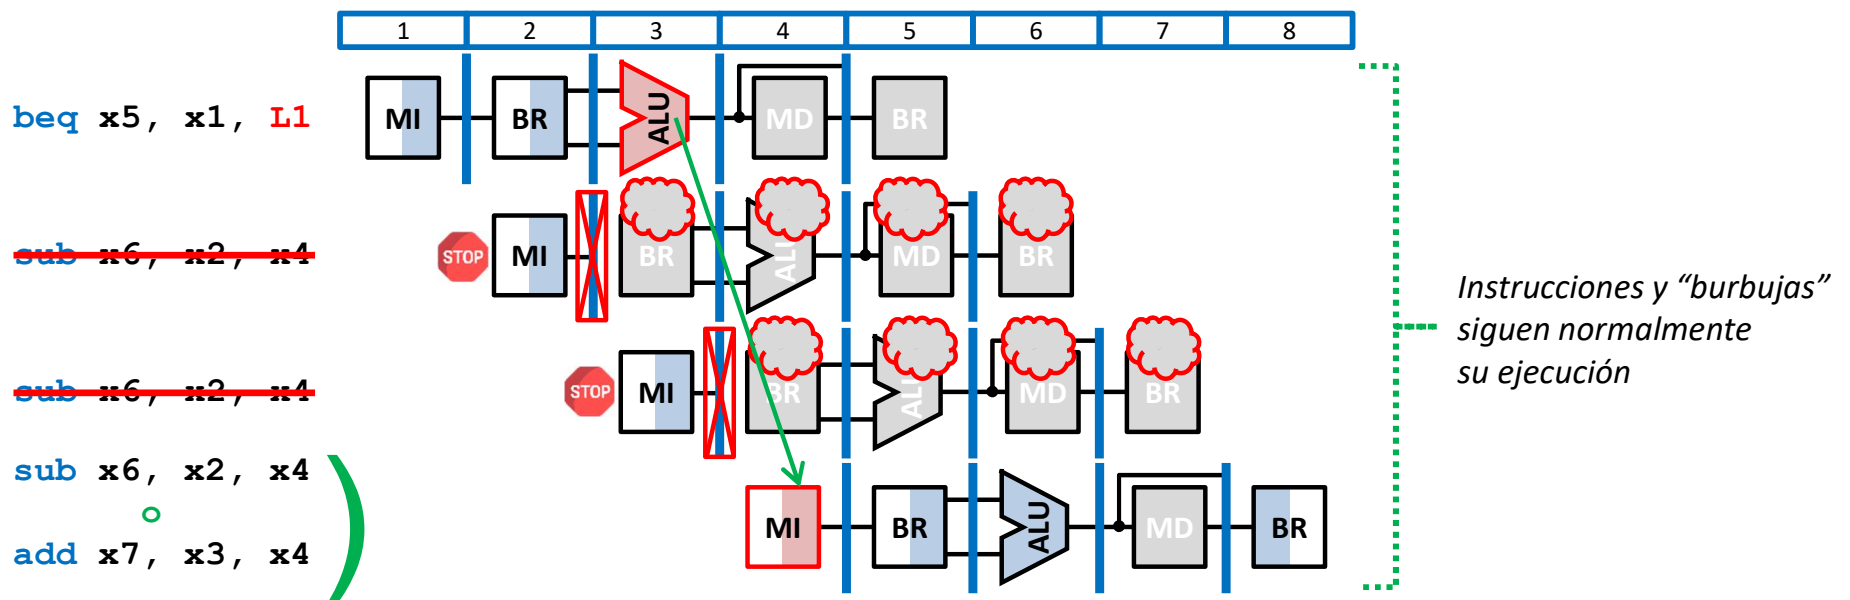 1 2 3 4 5 6 7 8
beq x5, x1, L1
MI BR ALU MD BR
sub x6, x2, x4
STOP MI BR ALU MD BR
sub x6, x2, x4
STOP MI BR ALU MD BR
sub x6, x2, x4
o
add x7, x3, x4
MI BR ALU MD BR
Instrucciones y “burbujas”
siguen normalmente
su ejecución